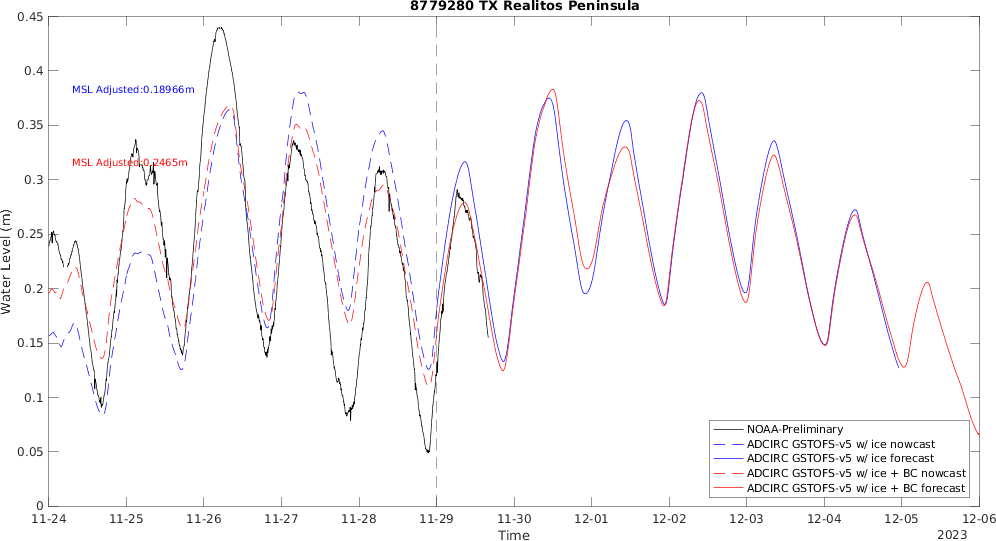 8779280 TX Realitos Peninsula
0.45
0.4
0.35
0.3
0.25
0.2
0.15
0.1
0.05
0
Water Level (m)
MSL Adjusted:0.18966m
MSL Adjusted:0.2465m
NOAA-Preliminary
ADCIRC GSTOFS-v5 w/ ice nowcast
ADCIRC GSTOFS-v5 w/ ice forecast
ADCIRC GSTOFS-v5 w/ ice + BC nowcast
ADCIRC GSTOFS-v5 w/ ice + BC forecast
11-24 11-25 11-26 11-27 11-28 11-29 11-30 12-01 12-02 12-03 12-04 12-05 12-06
Time
2023